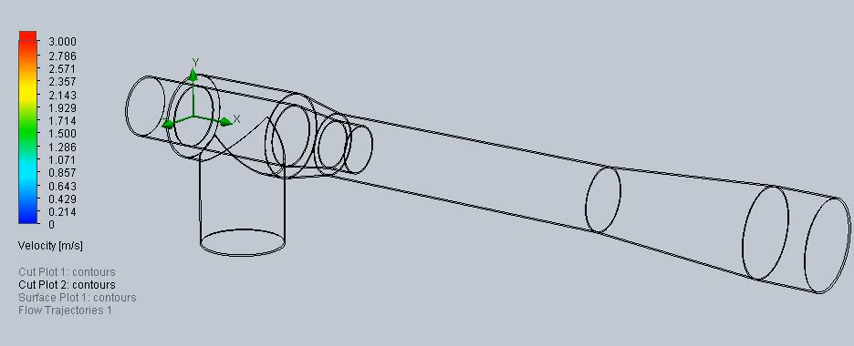 3.000
2.786
2.571
2.357
2.143
1.929
1.714
1.500
1.286
1.071
0.857
0.643
0.429
0.214
0
Velocity [m/s]
Cut Plot 1: contours
Cut Plot 2: contours
Surface Plot 1: contours
Flow Trajectories 1
Y
X